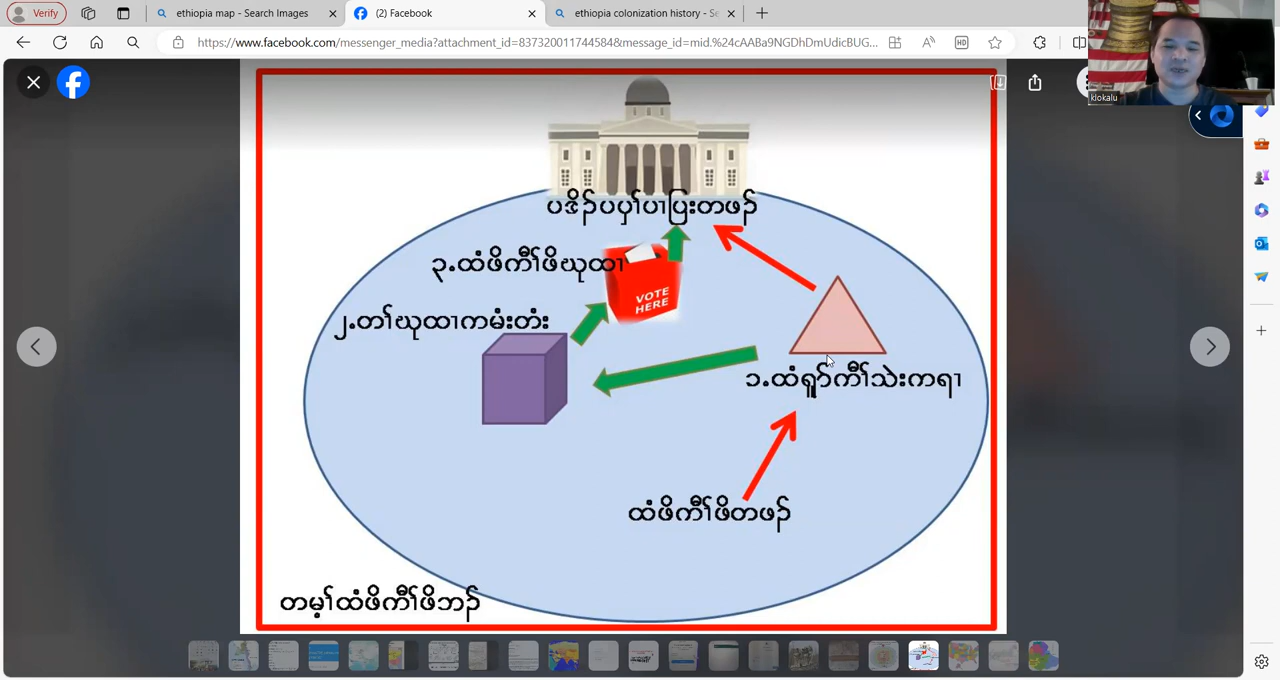 Verify
ethiopia map - Search Images
(2) Facebook
ethiopia colonization history - Se
https://www.facebook.com/messenger_media?attachment_id=837320011744584&message_id=mid.%24cAABa9NGDhDmUdicBUG...
klokalu
ပဒိၣ်ပပှၢ်ပၢပြးတဖၣ်
၃.ထံဖိကီၢ်ဖိဃုထၢ
VOTE
HERE
၂.တၢ်ဃုထၢကမံးတံး
၁.ထံရူာ်ကီၢ်သဲးကရၢ
ထံဖိကီၢ်ဖိတဖၣ်
တမ့ၢ်ထံဖိကီၢ်ဖိဘၣ်